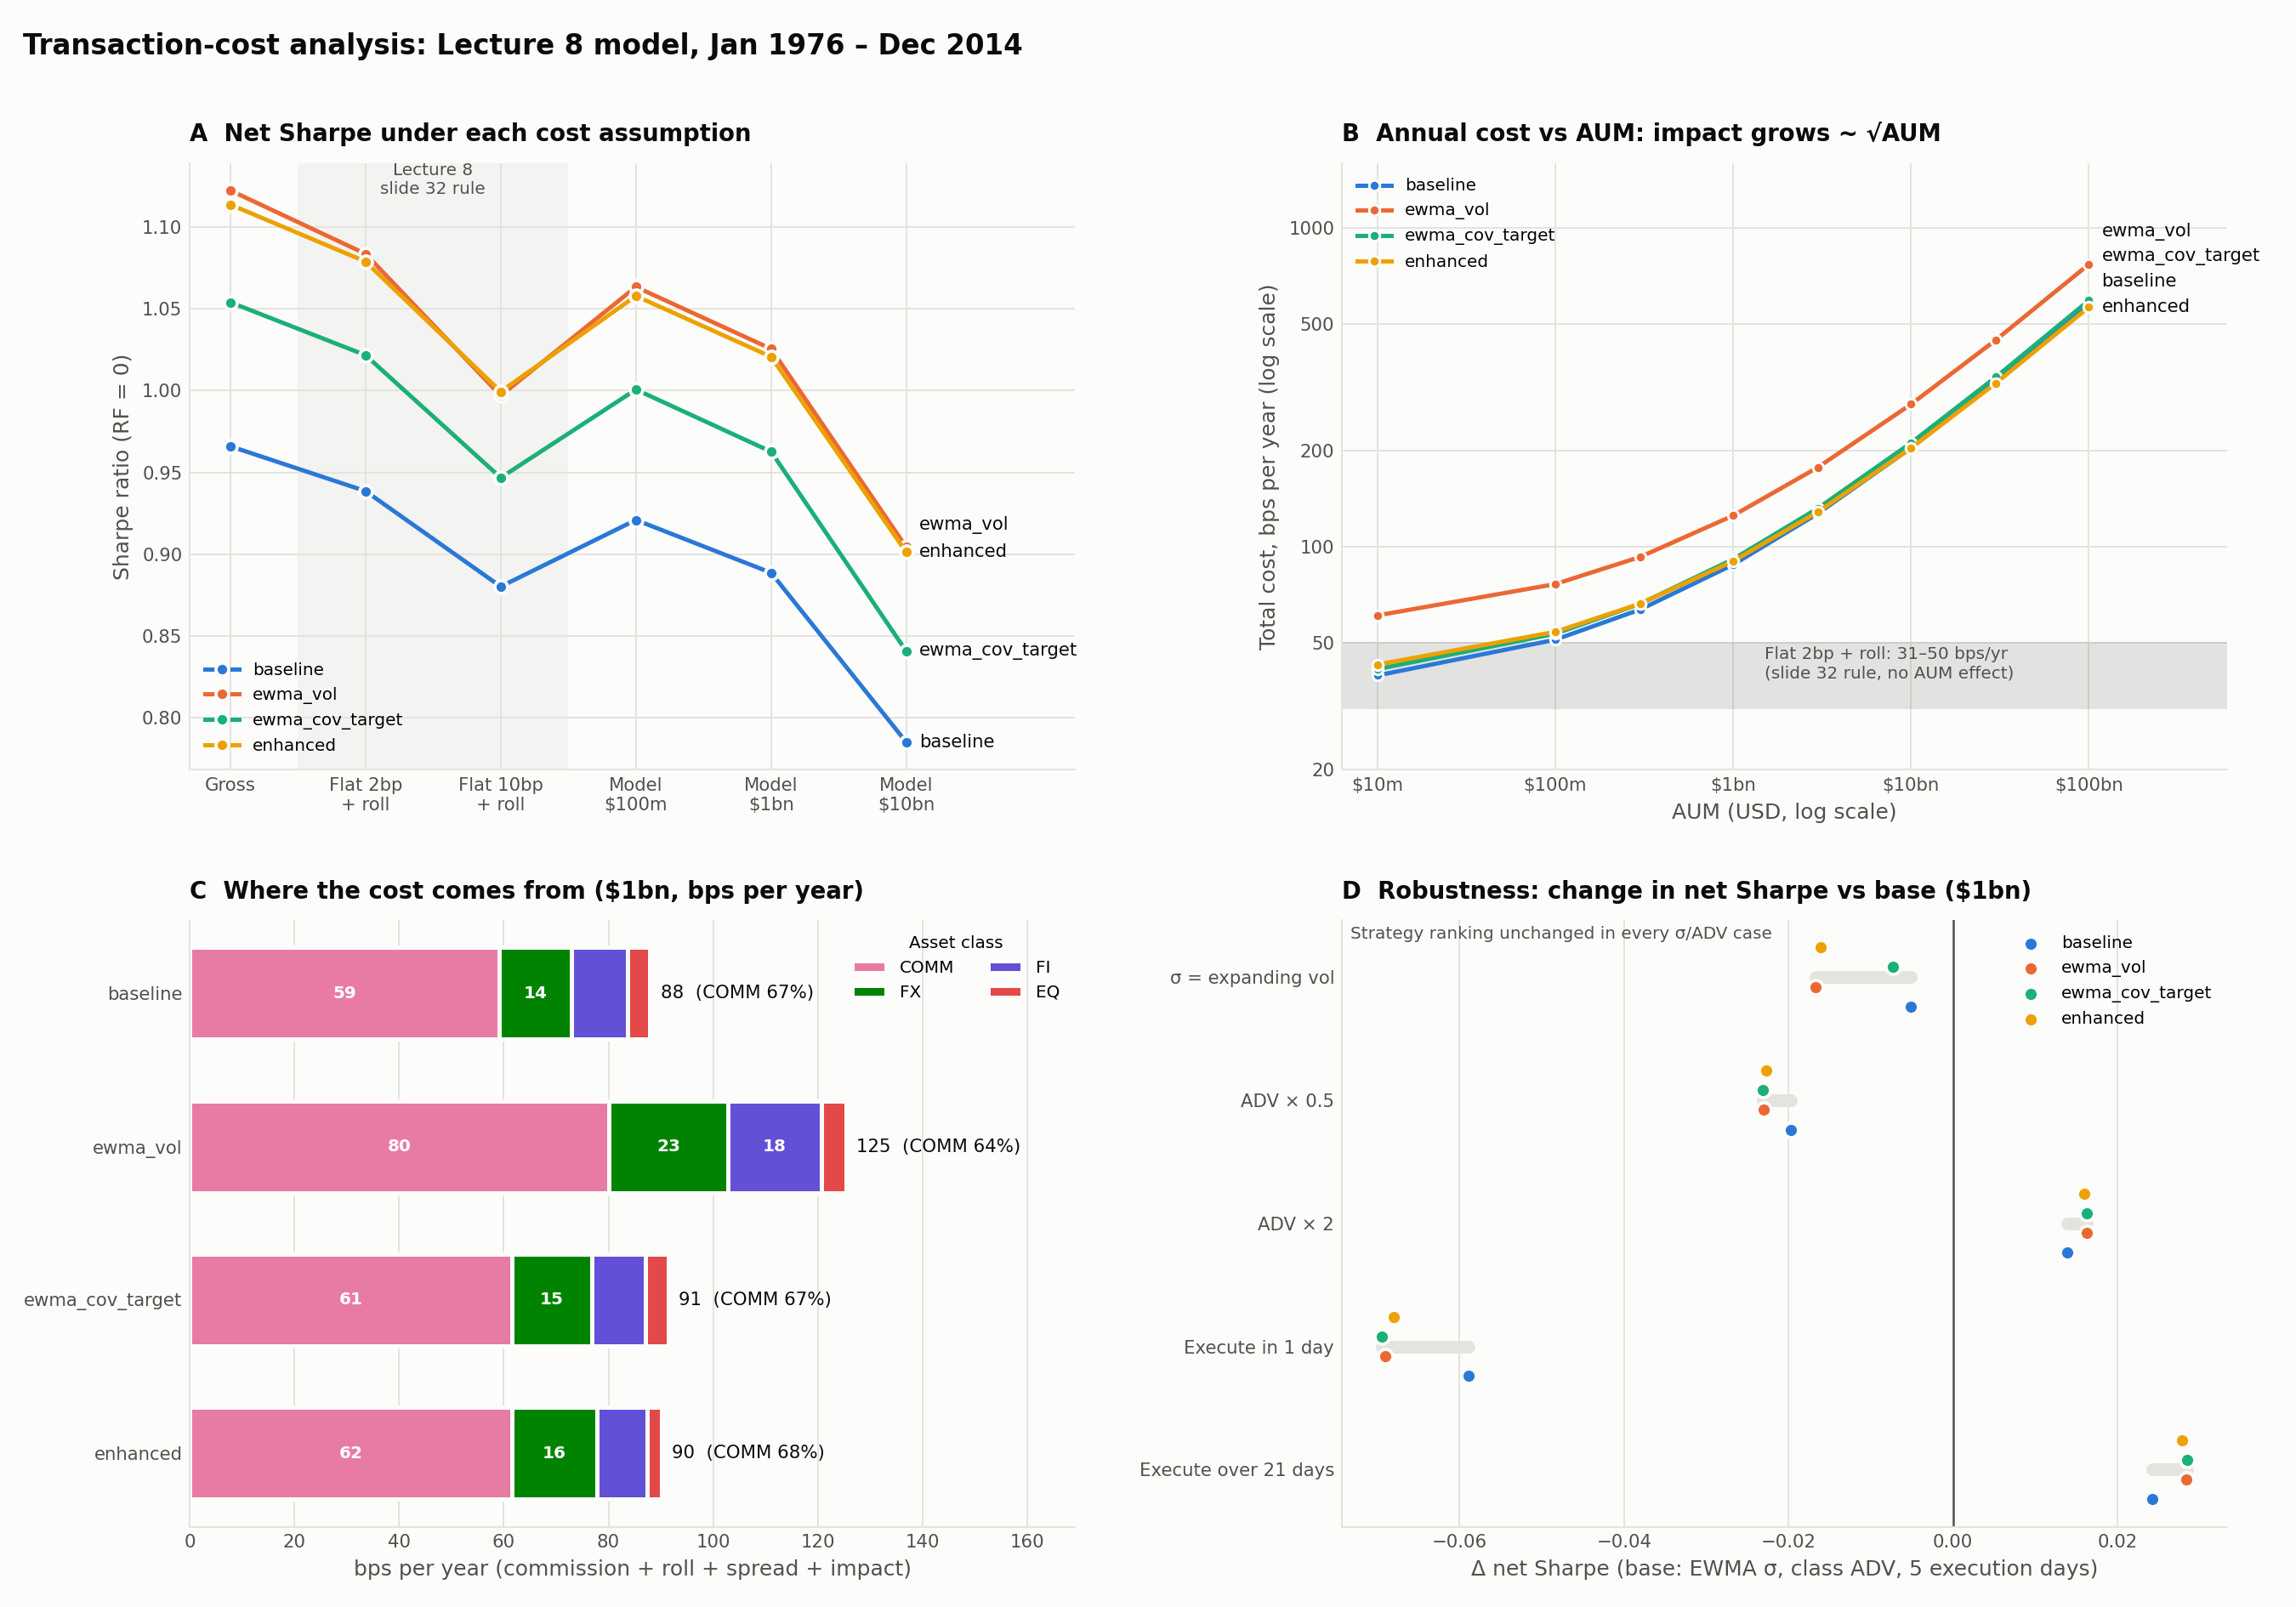 Transaction-cost analysis: Lecture 8 model, Jan 1976 – Dec 2014
A  Net Sharpe under each cost assumption
Lecture 8
slide 32 rule
Sharpe ratio (RF = 0)
1.10
1.05
1.00
0.95
0.90
0.85
0.80
ewma_vol
enhanced
ewma_cov_target
baseline
baseline
ewma_vol
ewma_cov_target
enhanced
Gross
Flat 2bp
+ roll
Flat 10bp
+ roll
Model
$100m
Model
$1bn
Model
$10bn
B  Annual cost vs AUM: impact grows ~ √AUM
baseline
ewma_vol
ewma_cov_target
enhanced
Total cost, bps per year (log scale)
1000
500
200
100
50
20
ewma_vol
ewma_cov_target
baseline
enhanced
Flat 2bp + roll: 31–50 bps/yr
(slide 32 rule, no AUM effect)
$10m
$100m
$1bn
$10bn
$100bn
AUM (USD, log scale)
C  Where the cost comes from ($1bn, bps per year)
Asset class
COMM
FX
FI
EQ
baseline
59
14
88  (COMM 67%)
ewma_vol
80
23
18
125  (COMM 64%)
ewma_cov_target
61
15
91  (COMM 67%)
enhanced
62
16
90  (COMM 68%)
0
20
40
60
80
100
120
140
160
bps per year (commission + roll + spread + impact)
D  Robustness: change in net Sharpe vs base ($1bn)
Strategy ranking unchanged in every σ/ADV case
baseline
ewma_vol
ewma_cov_target
enhanced
σ = expanding vol
ADV × 0.5
ADV × 2
Execute in 1 day
Execute over 21 days
−0.06
−0.04
−0.02
0.00
0.02
Δ net Sharpe (base: EWMA σ, class ADV, 5 execution days)